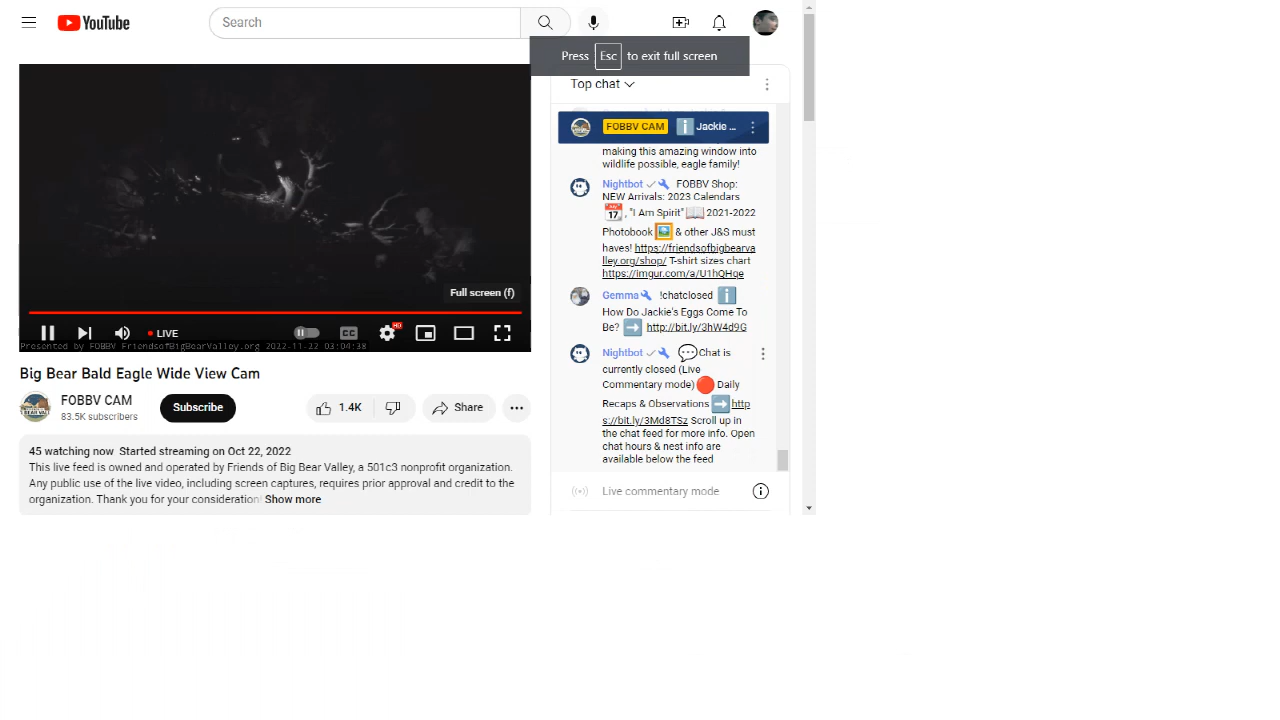 YouTube
Search
Press Esc to exit full screen
Top chat
FOBBV CAM Jackie ...
making this amazing window into
wildlife possible, eagle family!
Nightbot FOBBV Shop:
NEW Arrivals: 2023 Calendars
📆, "I Am Spirit"📖 2021-2022
Photobook 🖼️ & other J&S must
haves! https://friendsofbigbearva
lley.org/shop/ T-shirt sizes chart
https://imgur.com/a/U1hQHqe
Gemma !chatclosed ℹ️
How Do Jackie's Eggs Come To
Be? ➡️ http://bit.ly/3hW4d9G
Nightbot 💬Chat is
currently closed (Live
Commentary mode)🔴 Daily
Recaps & Observations ➡️http
s://bit.ly/3Md8TSz Scroll up in
the chat feed for more info. Open
chat hours & nest info are
available below the feed
Live commentary mode
Full screen (f)
LIVE
CC
HD
Presented by FOBBV FriendsofBigBearValley.org 2022-11-22 03:04:38
Big Bear Bald Eagle Wide View Cam
FOBBV CAM
83.5K subscribers
Subscribe
1.4K
Share
45 watching now Started streaming on Oct 22, 2022
This live feed is owned and operated by Friends of Big Bear Valley, a 501c3 nonprofit organization.
Any public use of the live video, including screen captures, requires prior approval and credit to the
organization. Thank you for your consideration! Show more